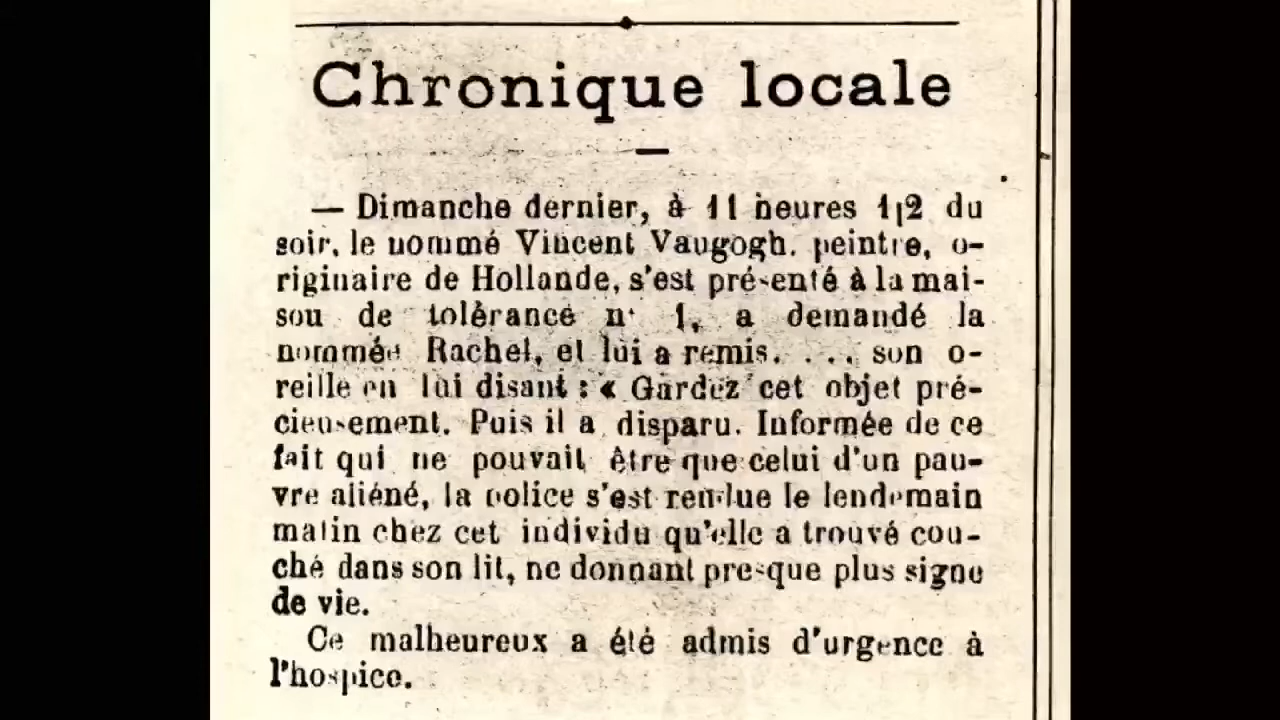 Chronique locale
— Dimanche dernier, à 11 heures 1|2 du
soir, le nommé Vincent Vaugogh, peintre, o-
riginaire de Hollande, s'est présenté à la mai-
sou de tolérance n° 1, a demandé la
nommée Rachel, et lui a remis. . . . son o-
reille en lui disant : « Gardez cet objet pré-
cieusement. Puis il a disparu. Informée de ce
fait qui ne pouvait être que celui d'un pau-
vre aliéné, la police s'est rendue le lendemain
matin chez cet individu qu'elle a trouvé cou-
ché dans son lit, ne donnant presque plus signe
de vie.
Ce malheureux a été admis d'urgence à
l'hospice.